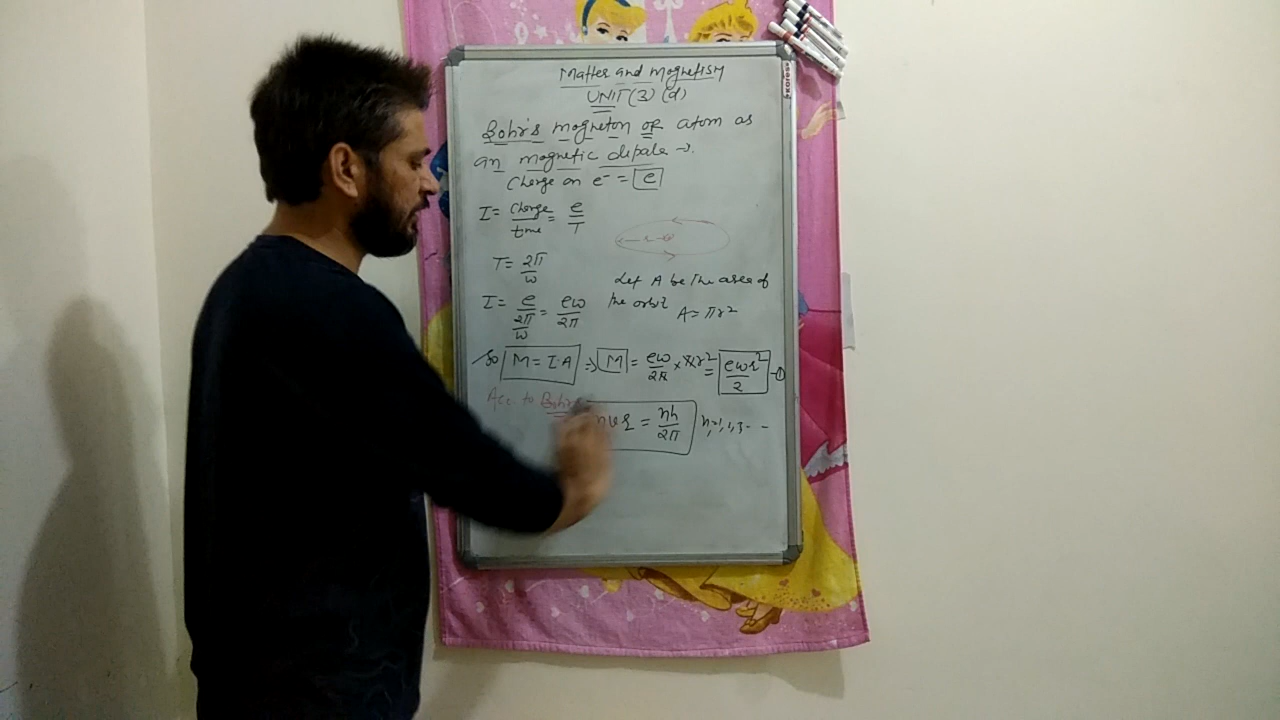 Matter and Magnetism
UNIT (3) (d)
Bohr's magneton or atom as
an magnetic dipole →.
Charge on e⁻ = e
I = Charge/time = e/T
T = 2π/ω
Let A be the area of
the orbit
A = πr²
I = e/(2π/ω) = eω/2π
So M = I·A ⇒ M = eω/2π × πr² = eωr²/2 -①
Acc. to Bohr
mvr = nh/2π n=1,
kores